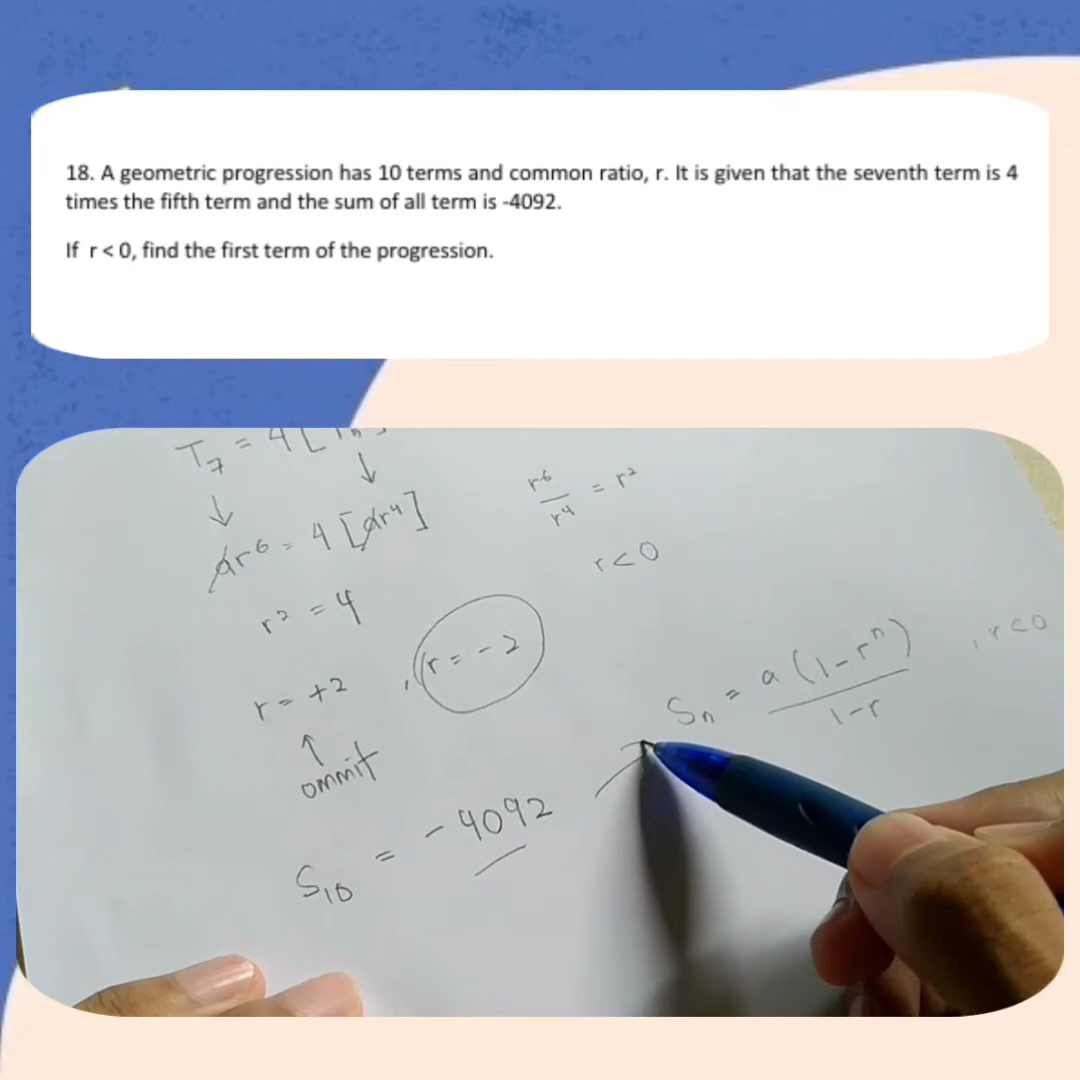 18. A geometric progression has 10 terms and common ratio, r. It is given that the seventh term is 4
times the fifth term and the sum of all term is -4092.
If r < 0, find the first term of the progression.
T₇ = 4 [
↓ ↓
ar⁶ = 4 [ar⁴]
r⁶/r⁴ = r²
r² = 4
r < 0
r = +2 , r = -2
↑
ommit
Sₙ = a(1-rⁿ)/1-r , r<0
S₁₀ = -4092